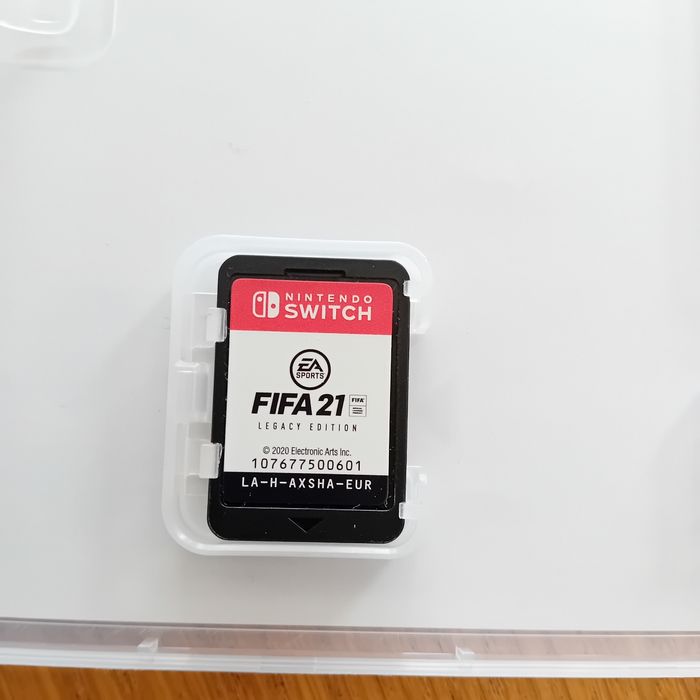 NINTENDO
SWITCH
EA
SPORTS
FIFA 21
FIFA
LEGACY EDITION
© 2020 Electronic Arts Inc.
107677500601
LA-H-AXSHA-EUR